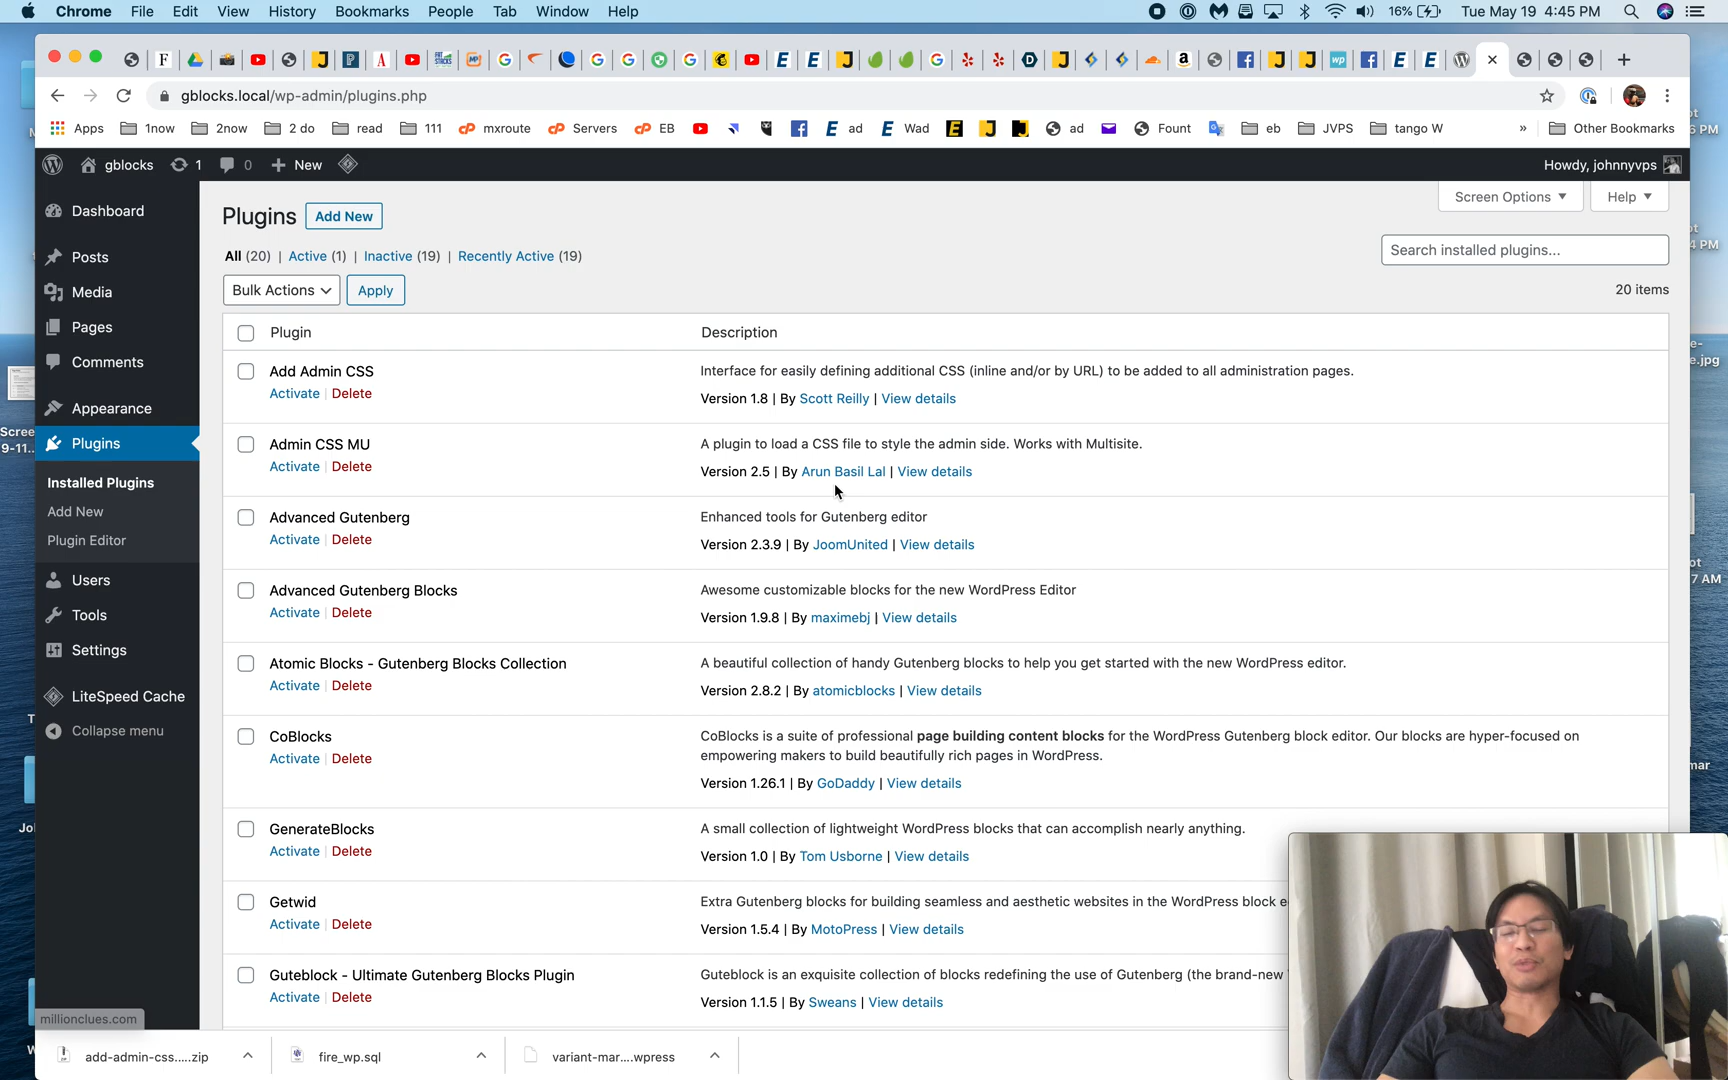 Chrome File Edit View History Bookmarks People Tab Window Help 16% Tue May 19 4:45 PM
gblocks.local/wp-admin/plugins.php
Apps 1now 2now 2 do read 111 mxroute Servers EB ad Wad ad Fount eb JVPS tango W » Other Bookmarks
gblocks 1 0 New Howdy, johnnyvps
Screen Options Help
Dashboard
Posts
Media
Pages
Comments
Appearance
Plugins
Installed Plugins
Add New
Plugin Editor
Users
Tools
Settings
LiteSpeed Cache
Collapse menu
Plugins Add New
All (20) | Active (1) | Inactive (19) | Recently Active (19)
Search installed plugins...
Bulk Actions Apply
20 items
Plugin Description
Add Admin CSS
Activate | Delete
Interface for easily defining additional CSS (inline and/or by URL) to be added to all administration pages.
Version 1.8 | By Scott Reilly | View details
Admin CSS MU
Activate | Delete
A plugin to load a CSS file to style the admin side. Works with Multisite.
Version 2.5 | By Arun Basil Lal | View details
Advanced Gutenberg
Activate | Delete
Enhanced tools for Gutenberg editor
Version 2.3.9 | By JoomUnited | View details
Advanced Gutenberg Blocks
Activate | Delete
Awesome customizable blocks for the new WordPress Editor
Version 1.9.8 | By maximebj | View details
Atomic Blocks - Gutenberg Blocks Collection
Activate | Delete
A beautiful collection of handy Gutenberg blocks to help you get started with the new WordPress editor.
Version 2.8.2 | By atomicblocks | View details
CoBlocks
Activate | Delete
CoBlocks is a suite of professional page building content blocks for the WordPress Gutenberg block editor. Our blocks are hyper-focused on
empowering makers to build beautifully rich pages in WordPress.
Version 1.26.1 | By GoDaddy | View details
GenerateBlocks
Activate | Delete
A small collection of lightweight WordPress blocks that can accomplish nearly anything.
Version 1.0 | By Tom Usborne | View details
Getwid
Activate | Delete
Extra Gutenberg blocks for building seamless and aesthetic websites in the WordPress block e
Version 1.5.4 | By MotoPress | View details
Guteblock - Ultimate Gutenberg Blocks Plugin
Activate | Delete
Guteblock is an exquisite collection of blocks redefining the use of Gutenberg (the brand-new
Version 1.1.5 | By Sweans | View details
millionclues.com
add-admin-css.....zip fire_wp.sql variant-mar....wpress